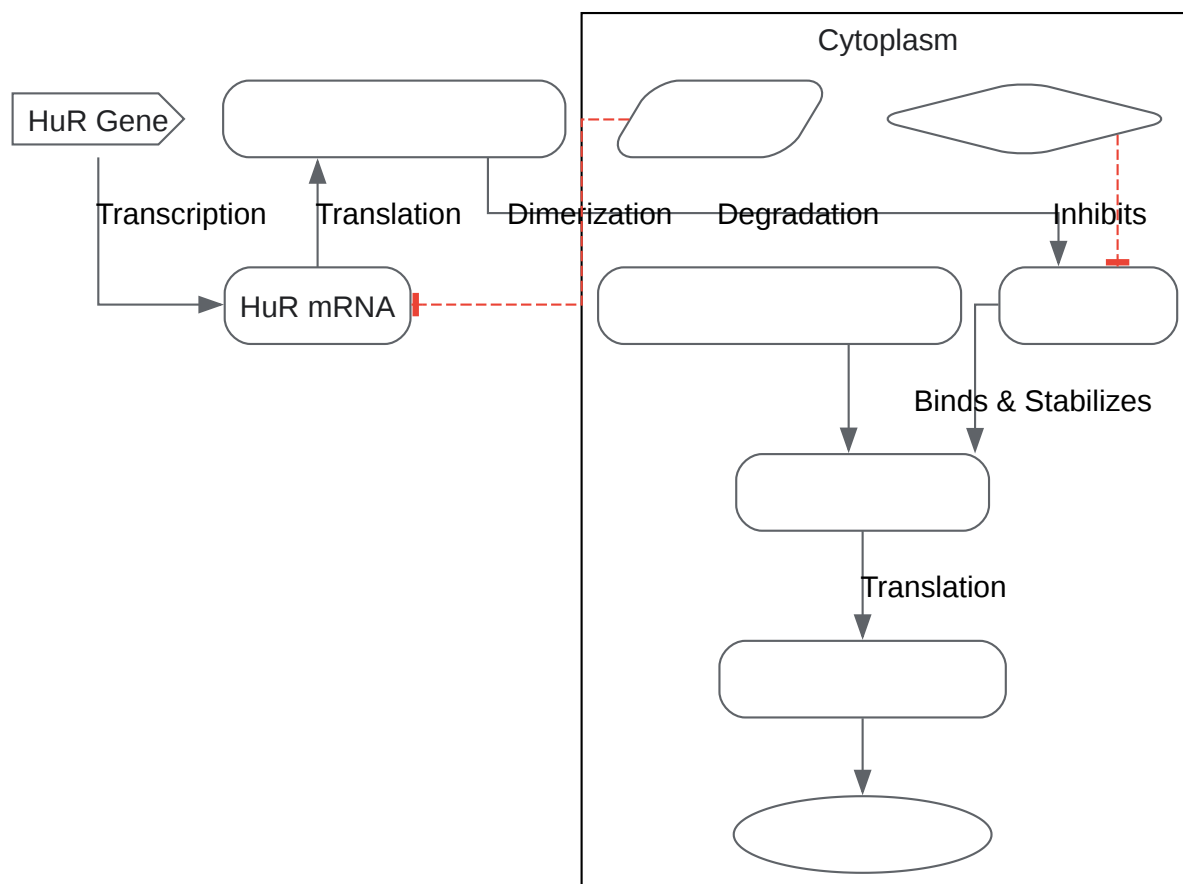 Cytoplasm
HuR Gene
Transcription
Translation
Dimerization
Degradation
Inhibits
HuR mRNA
Binds & Stabilizes
Translation